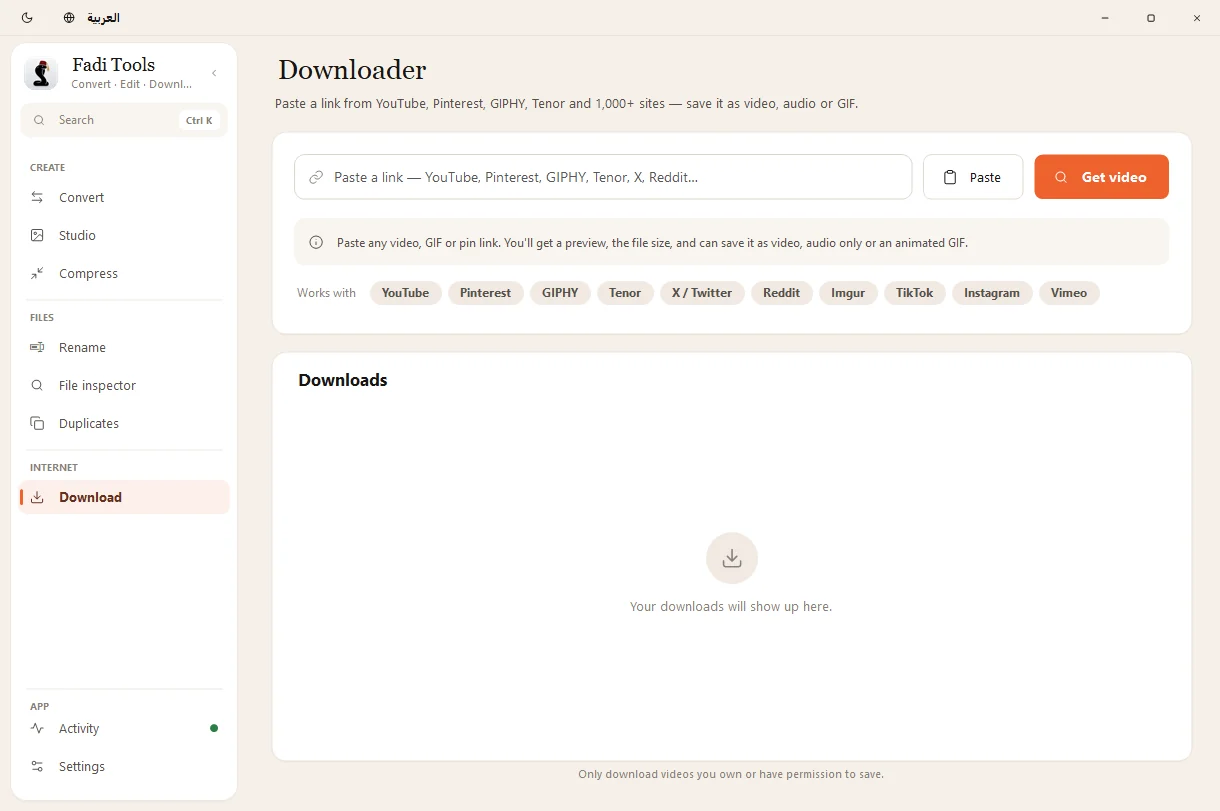 العربية
Fadi Tools
Convert · Edit · Downl...
Search
Ctrl K
CREATE
Convert
Studio
Compress
FILES
Rename
File inspector
Duplicates
INTERNET
Download
APP
Activity
Settings
Downloader
Paste a link from YouTube, Pinterest, GIPHY, Tenor and 1,000+ sites — save it as video, audio or GIF.
Paste a link — YouTube, Pinterest, GIPHY, Tenor, X, Reddit...
Paste
Get video
Paste any video, GIF or pin link. You'll get a preview, the file size, and can save it as video, audio only or an animated GIF.
Works with YouTube Pinterest GIPHY Tenor X / Twitter Reddit Imgur TikTok Instagram Vimeo
Downloads
Your downloads will show up here.
Only download videos you own or have permission to save.